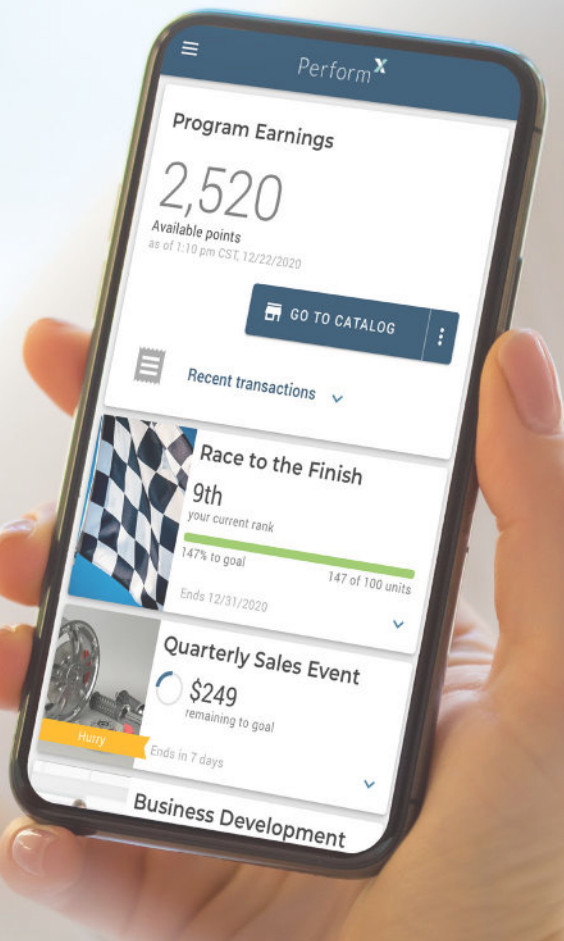 PerformX
Program Earnings
2,520
Available points
as of 1:10 pm CST, 12/22/2020
GO TO CATALOG
Recent transactions
Race to the Finish
9th
your current rank
147% to goal
147 of 100 units
Ends 12/31/2020
Quarterly Sales Event
$249
remaining to goal
Hurry
Ends in 7 days
Business Development